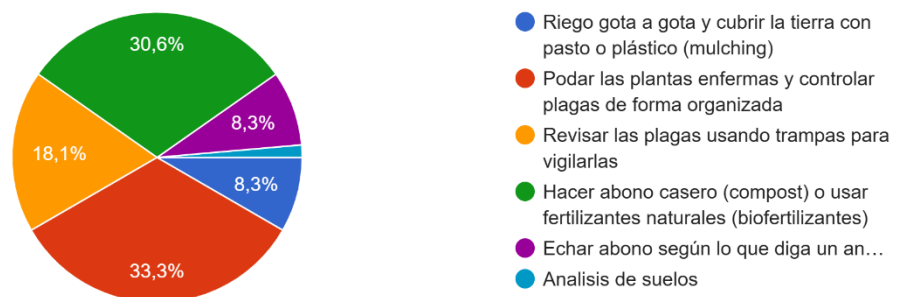 30,6%
8,3%
18,1%
8,3%
33,3%
Riego gota a gota y cubrir la tierra con
pasto o plástico (mulching)
Podar las plantas enfermas y controlar
plagas de forma organizada
Revisar las plagas usando trampas para
vigilarlas
Hacer abono casero (compost) o usar
fertilizantes naturales (biofertilizantes)
Echar abono según lo que diga un an…
Analisis de suelos